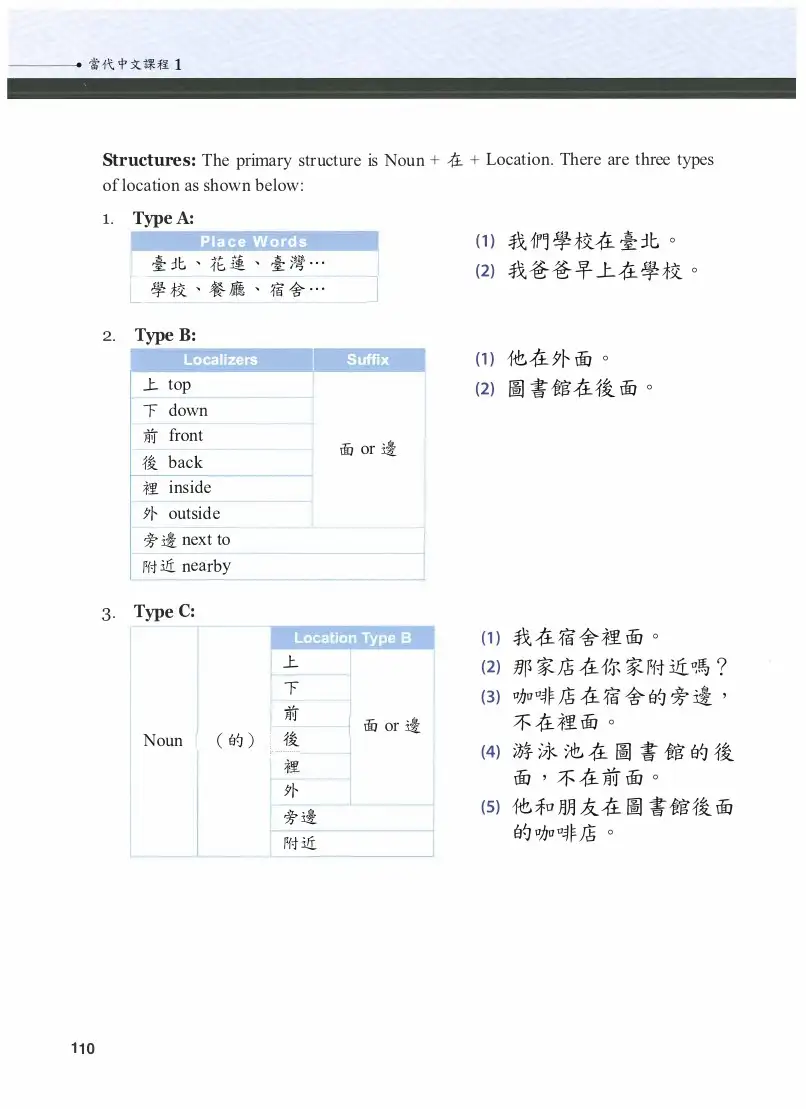 當代中文課程 1
Structures: The primary structure is Noun + 在 + Location. There are three types
of location as shown below:
1. Type A:
Place Words
臺北、花蓮、臺灣⋯
學校、餐廳、宿舍⋯
(1) 我們學校在臺北。
(2) 我爸爸早上在學校。
2. Type B:
Localizers Suffix
上 top
下 down
前 front
後 back
裡 inside
外 outside
面 or 邊
旁邊 next to
附近 nearby
(1) 他在外面。
(2) 圖書館在後面。
3. Type C:
Location Type B
Noun (的)
上
下
前
後
裡
外
面 or 邊
旁邊
附近
(1) 我在宿舍裡面。
(2) 那家店在你家附近嗎?
(3) 咖啡店在宿舍的旁邊,
不在裡面。
(4) 游泳池在圖書館的後
面,不在前面。
(5) 他和朋友在圖書館後面
的咖啡店。
110